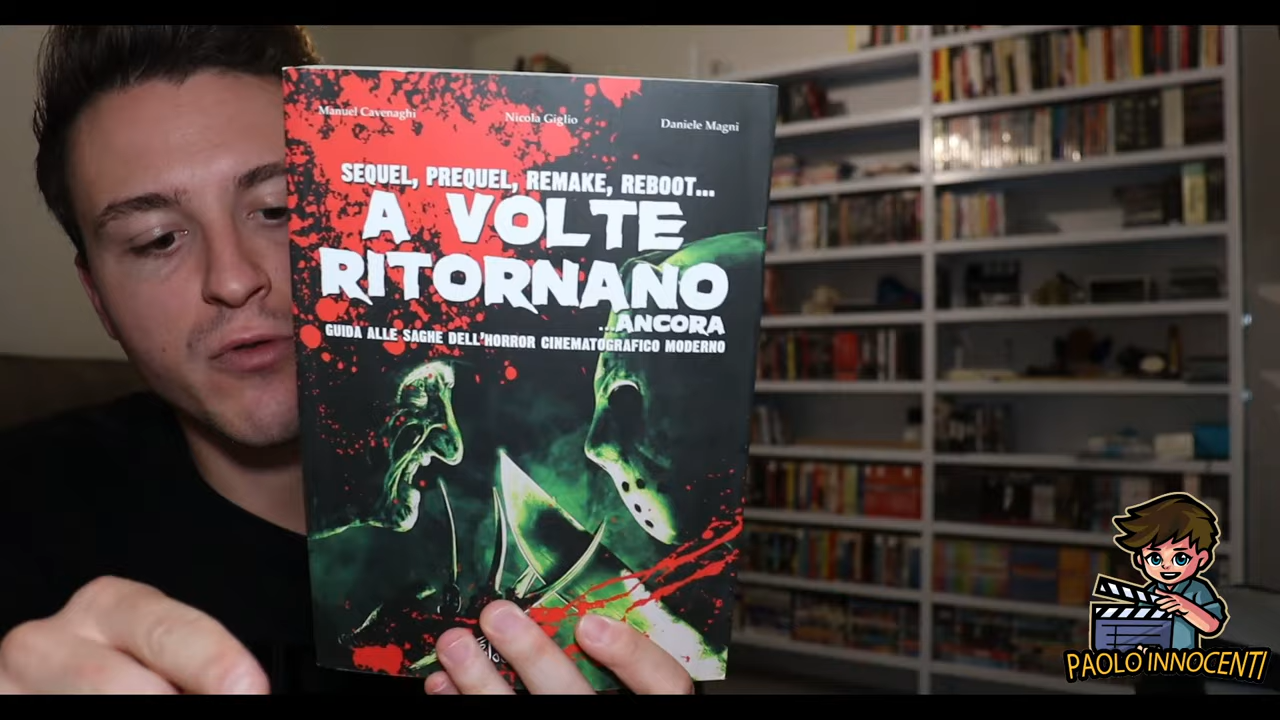 Manuel Cavenaghi
Nicola Giglio
Daniele Magni
SEQUEL, PREQUEL, REMAKE, REBOOT...
A VOLTE
RITORNANO
...ANCORA
GUIDA ALLE SAGHE DELL'HORROR CINEMATOGRAFICO MODERNO
PAOLO INNOCENTI